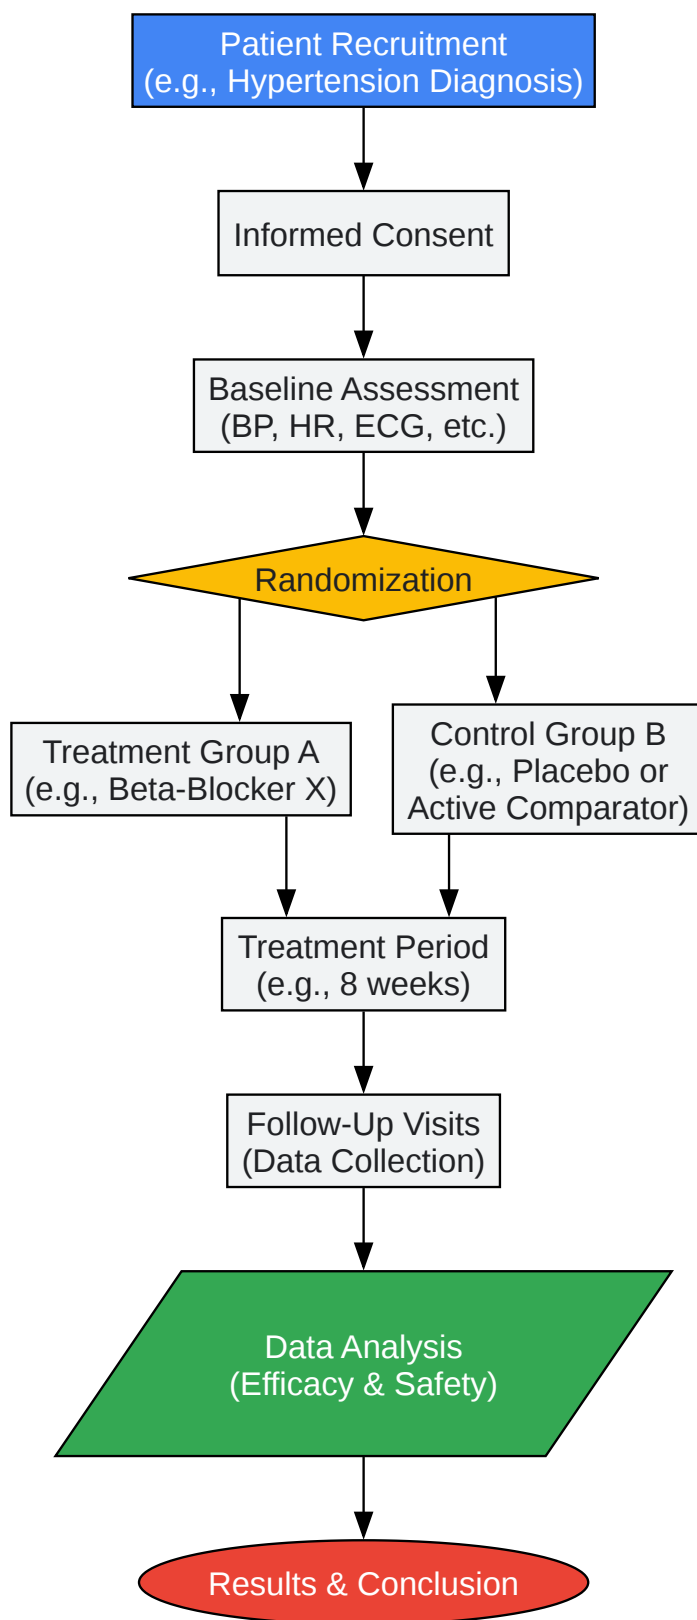 Patient Recruitment
(e.g., Hypertension Diagnosis)
Informed Consent
Baseline Assessment
(BP, HR, ECG, etc.)
Randomization
Treatment Group A
(e.g., Beta-Blocker X)
Control Group B
(e.g., Placebo or
Active Comparator)
Treatment Period
(e.g., 8 weeks)
Follow-Up Visits
(Data Collection)
Data Analysis
(Efficacy & Safety)
Results & Conclusion